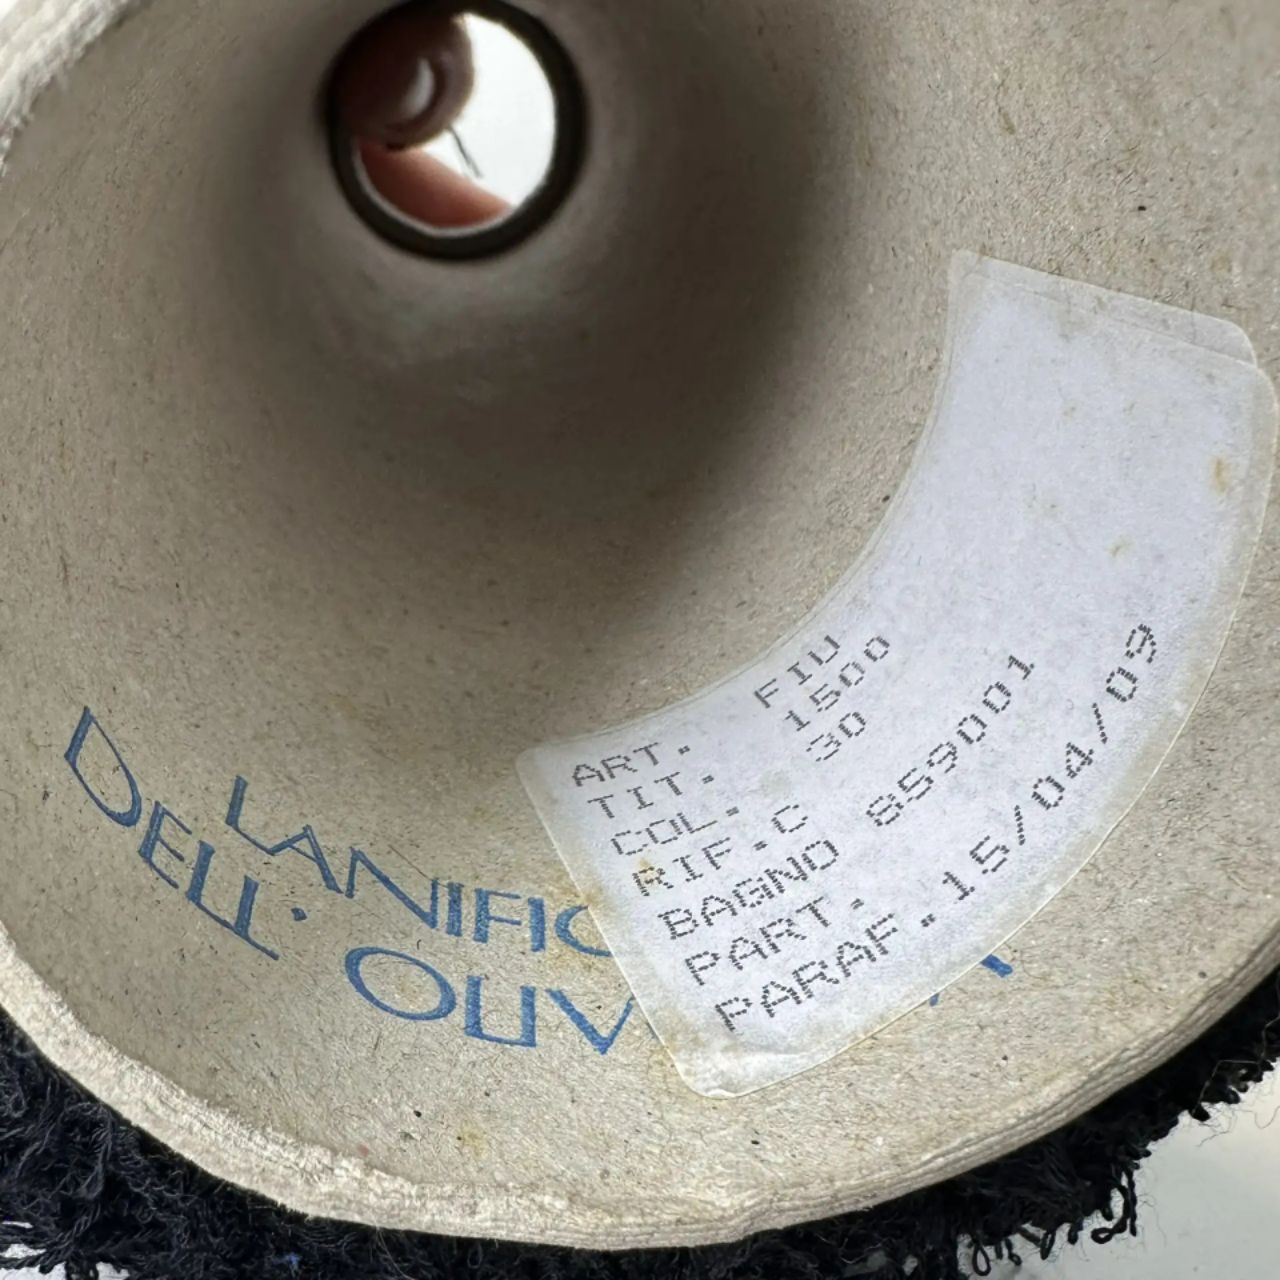 LANIFIC
DELL' OLIV
ART. FIU
TIT. 1500
COL. 30
RIF.C
BAGNO 859001
PART.
PARAF.15/04/09